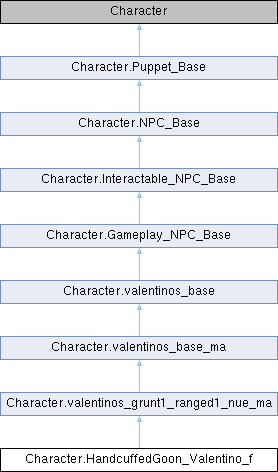 Character
Character.Puppet_Base
Character.NPC_Base
Character.Interactable_NPC_Base
Character.Gameplay_NPC_Base
Character.valentinos_base
Character.valentinos_base_ma
Character.valentinos_grunt1_ranged1_nue_ma
Character.HandcuffedGoon_Valentino_f